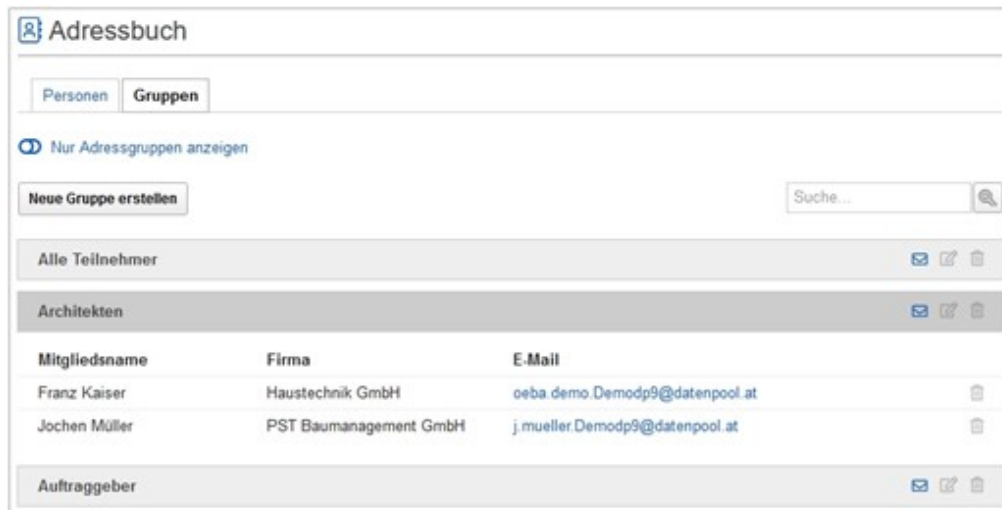 Adressbuch
Personen Gruppen
Nur Adressgruppen anzeigen
Neue Gruppe erstellen Suche...
Alle Teilnehmer
Architekten
Mitgliedsname Firma E-Mail
Franz Kaiser Haustechnik GmbH oeba.demo.Demodp9@datenpool.at
Jochen Müller PST Baumanagement GmbH j.mueller.Demodp9@datenpool.at
Auftraggeber